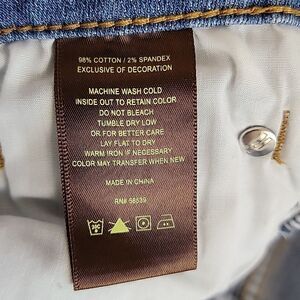 98% COTTON / 2% SPANDEX
EXCLUSIVE OF DECORATION
MACHINE WASH COLD
INSIDE OUT TO RETAIN COLOR
DO NOT BLEACH
TUMBLE DRY LOW
OR FOR BETTER CARE
LAY FLAT TO DRY
WARM IRON IF NECESSARY
COLOR MAY TRANSFER WHEN NEW
MADE IN CHINA
RN# 56539